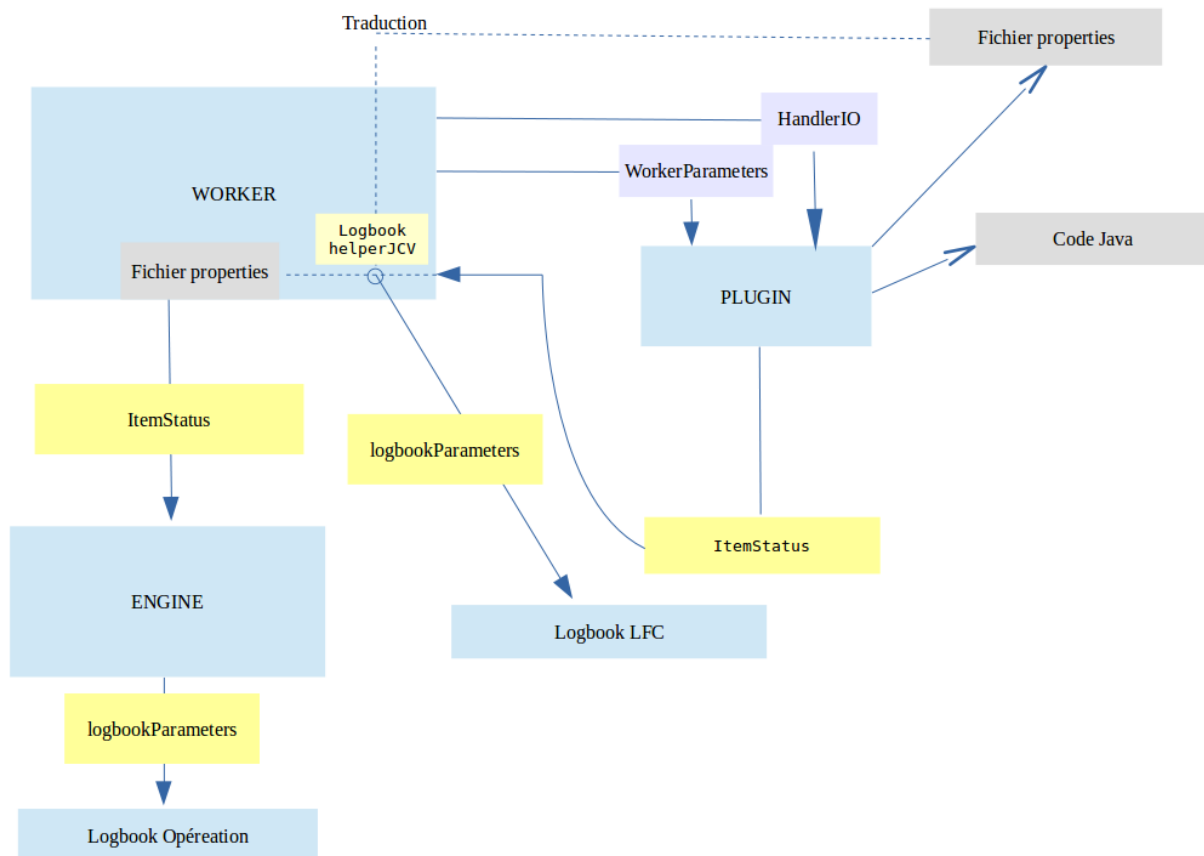 Traduction
Fichier properties
HandlerIO
WorkerParameters
WORKER
Logbook
helperJCV
Code Java
Fichier properties
PLUGIN
ItemStatus
logbookParameters
ItemStatus
ENGINE
Logbook LFC
logbookParameters
Logbook Opéreation